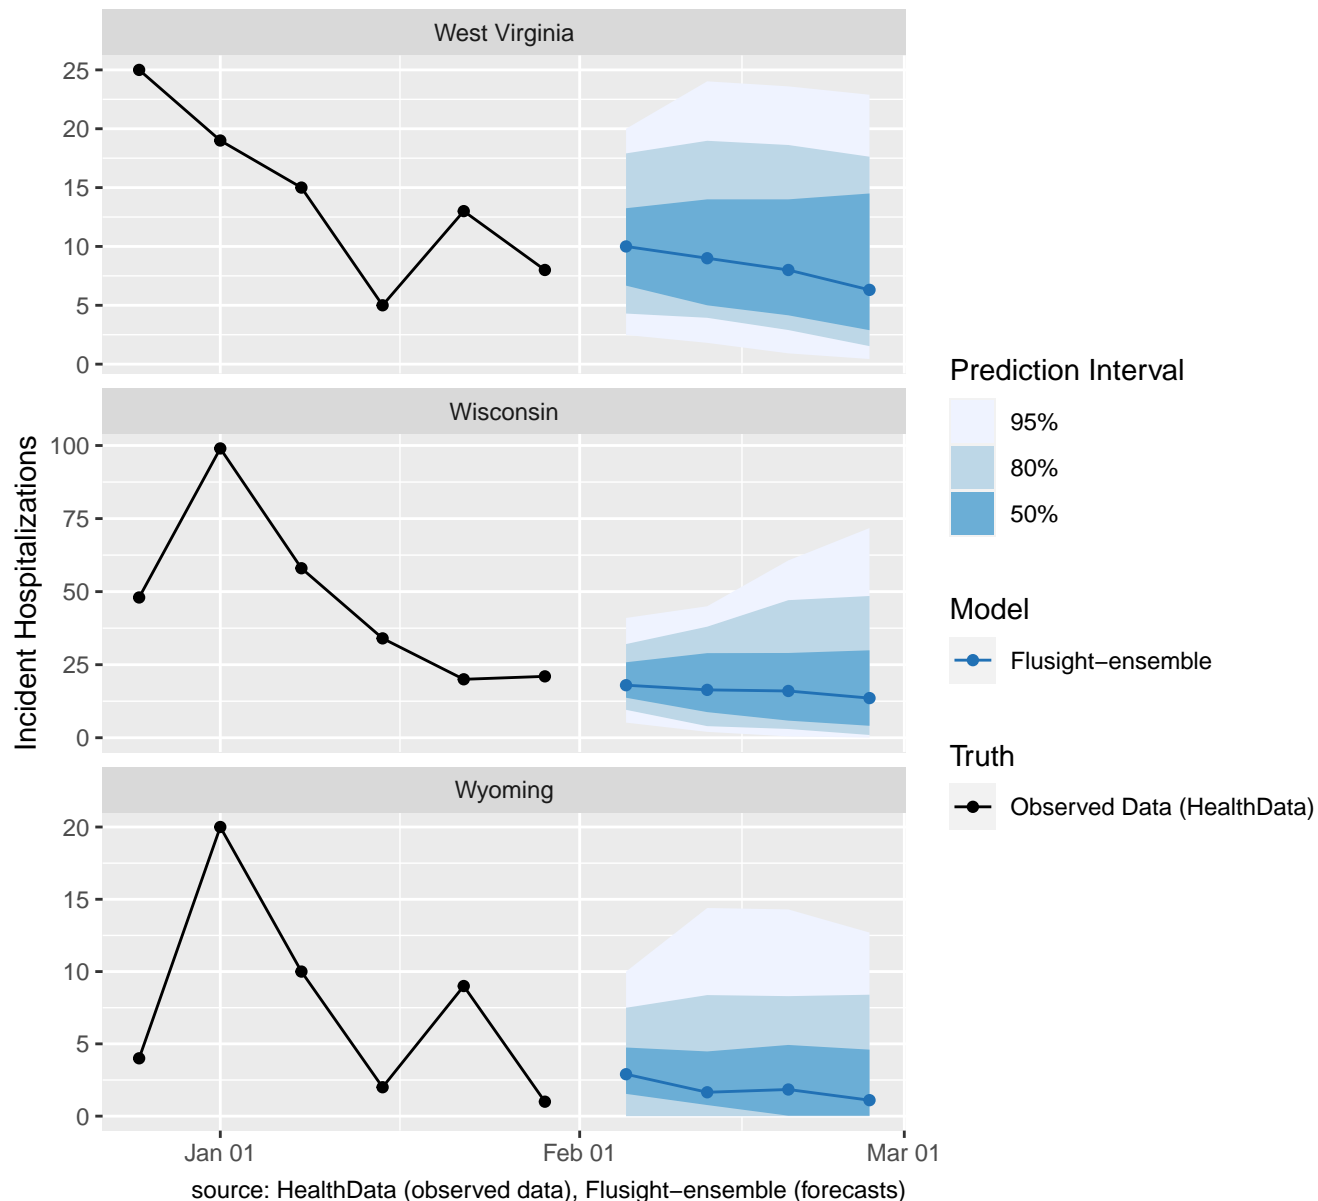 West Virginia
25
20
15
10
5
0
Wisconsin
100
75
50
25
0
Wyoming
20
15
10
5
0
Jan 01
Feb 01
Mar 01
Incident Hospitalizations
source: HealthData (observed data), Flusight−ensemble (forecasts)
Prediction Interval
95%
80%
50%
Model
Flusight−ensemble
Truth
Observed Data (HealthData)